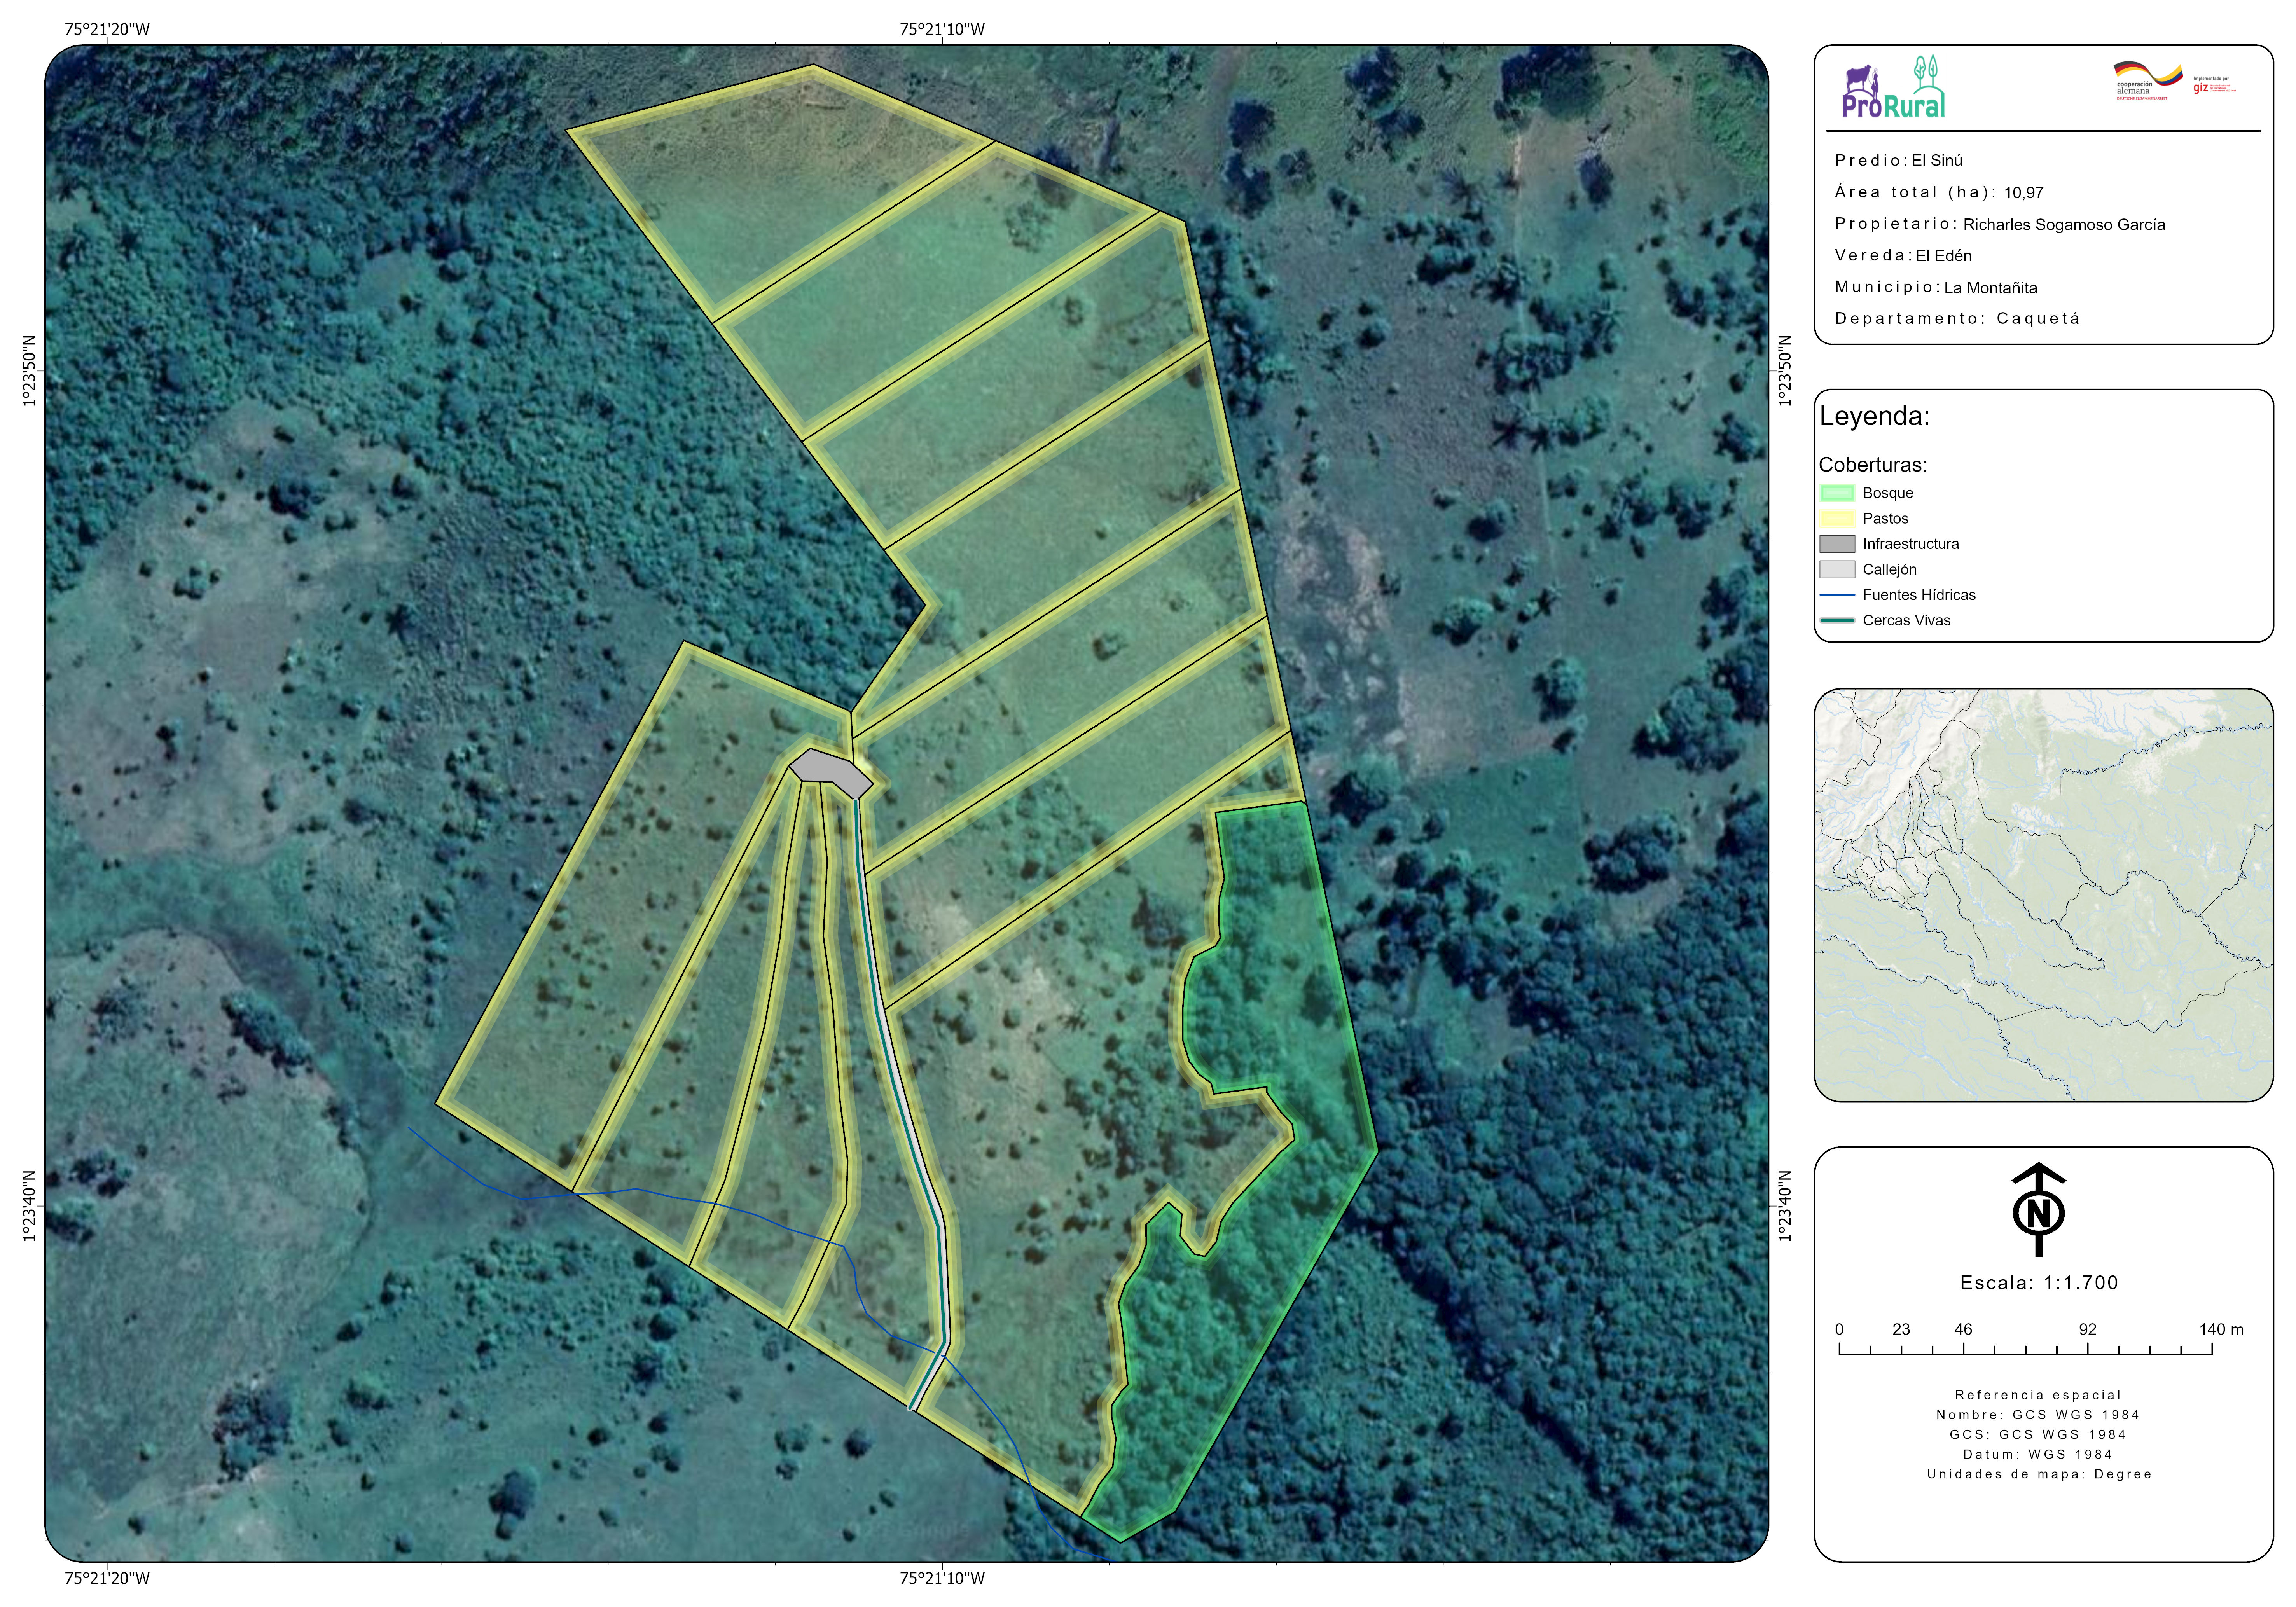 75°21'20"W
75°21'10"W
1°23'50"N
1°23'40"N
1°23'50"N
1°23'40"N
75°21'20"W
75°21'10"W
ProRural
cooperación
alemana
DEUTSCHE ZUSAMMENARBEIT
Implementada por
giz
Predio: El Sinú
Área total (ha): 10,97
Propietario: Richarles Sogamoso García
Vereda: El Edén
Municipio: La Montañita
Departamento: Caquetá
Leyenda:
Coberturas:
Bosque
Pastos
Infraestructura
Callejón
Fuentes Hídricas
Cercas Vivas
N
Escala: 1:1.700
0 23 46 92 140 m
Referencia espacial
Nombre: GCS WGS 1984
GCS: GCS WGS 1984
Datum: WGS 1984
Unidades de mapa: Degree